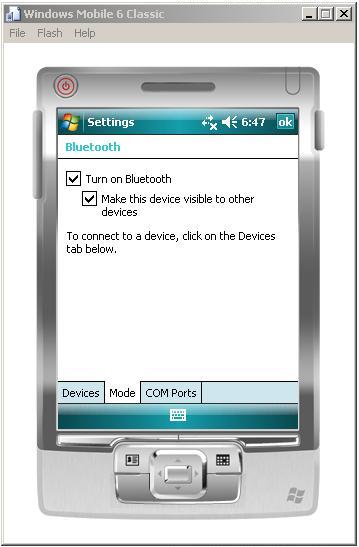 Windows Mobile 6 Classic
File Flash Help
Settings 6:47 ok
Bluetooth
Turn on Bluetooth
Make this device visible to other
devices
To connect to a device, click on the Devices
tab below.
Devices Mode COM Ports